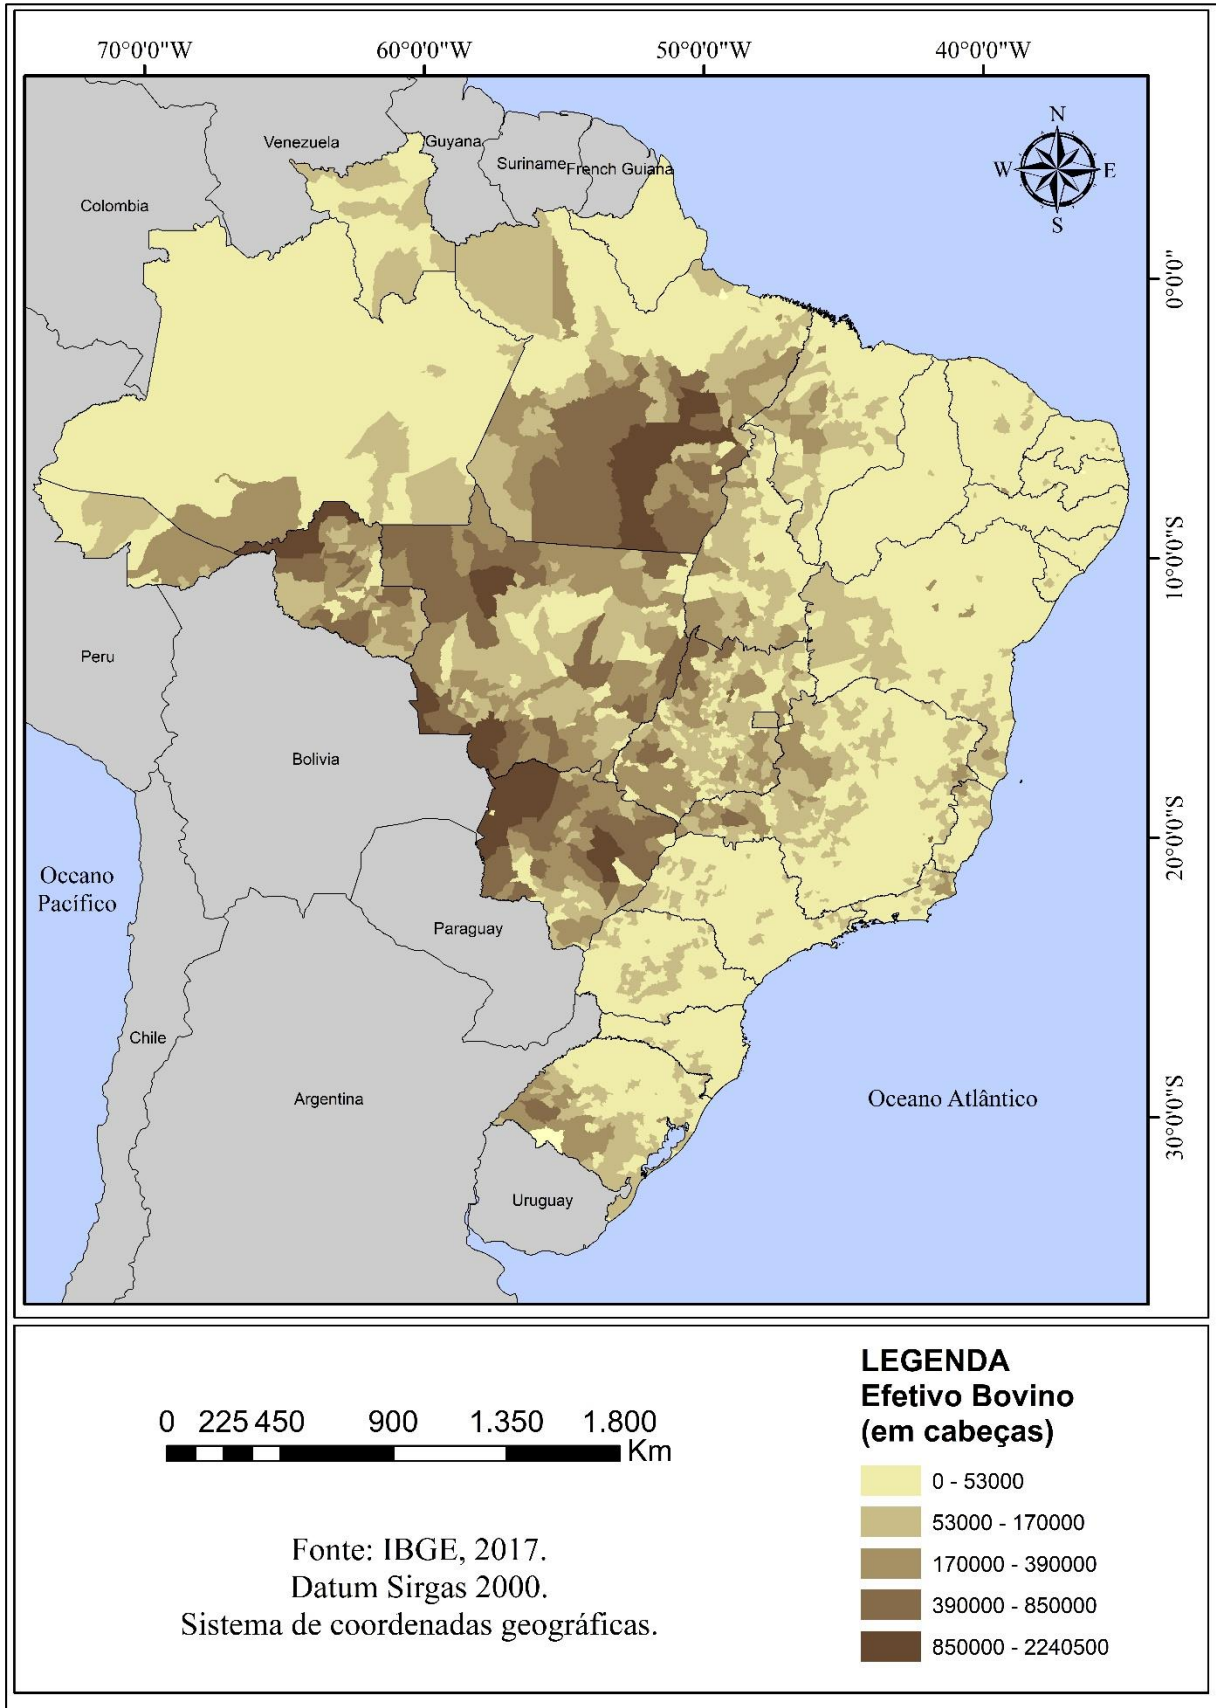 70°0'0"W 60°0'0"W 50°0'0"W 40°0'0"W
N
W E
S
Venezuela
Guyana
Suriname
French Guiana
Colombia
0°0'0"
10°0'0"S
Peru
Bolivia
20°0'0"S
Oceano
Pacífico
Paraguay
Chile
Argentina
Oceano Atlântico
30°0'0"S
Uruguay
0 225 450 900 1.350 1.800
Km
Fonte: IBGE, 2017.
Datum Sirgas 2000.
Sistema de coordenadas geográficas.
LEGENDA
Efetivo Bovino
(em cabeças)
0 - 53000
53000 - 170000
170000 - 390000
390000 - 850000
850000 - 2240500